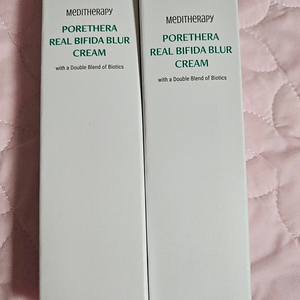 MEDITHERAPY
PORETHERA
REAL BIFIDA BLUR
CREAM
with a Double Blend of Biotics
MEDITHERAPY
PORETHERA
REAL BIFIDA BLUR
CREAM
with a Double Blend of Biotics